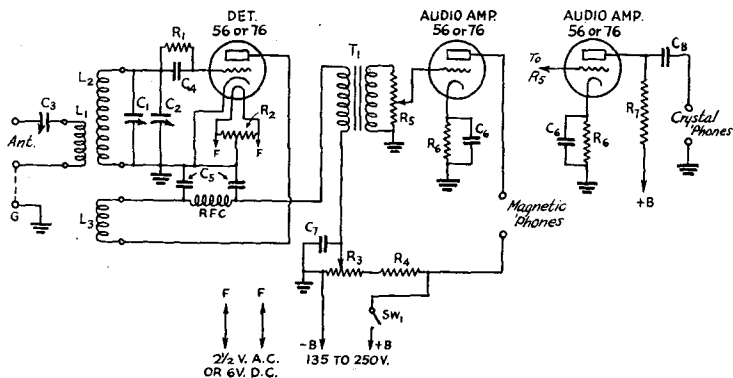 DET.
56 or 76
AUDIO AMP.
56 or 76
AUDIO AMP.
56 or 76
R1
C4
L2
C1
C2
C3
L1
Ant.
G
L3
R2
F
F
C5
RFC
T1
R5
R6
C6
Magnetic
'Phones
C7
R3
R4
SW1
-B
+B
135 TO 250V.
F
F
2½ V. A.C.
OR 6V. D.C.
To
R5
C6
R6
R7
C8
+B
Crystal
'Phones